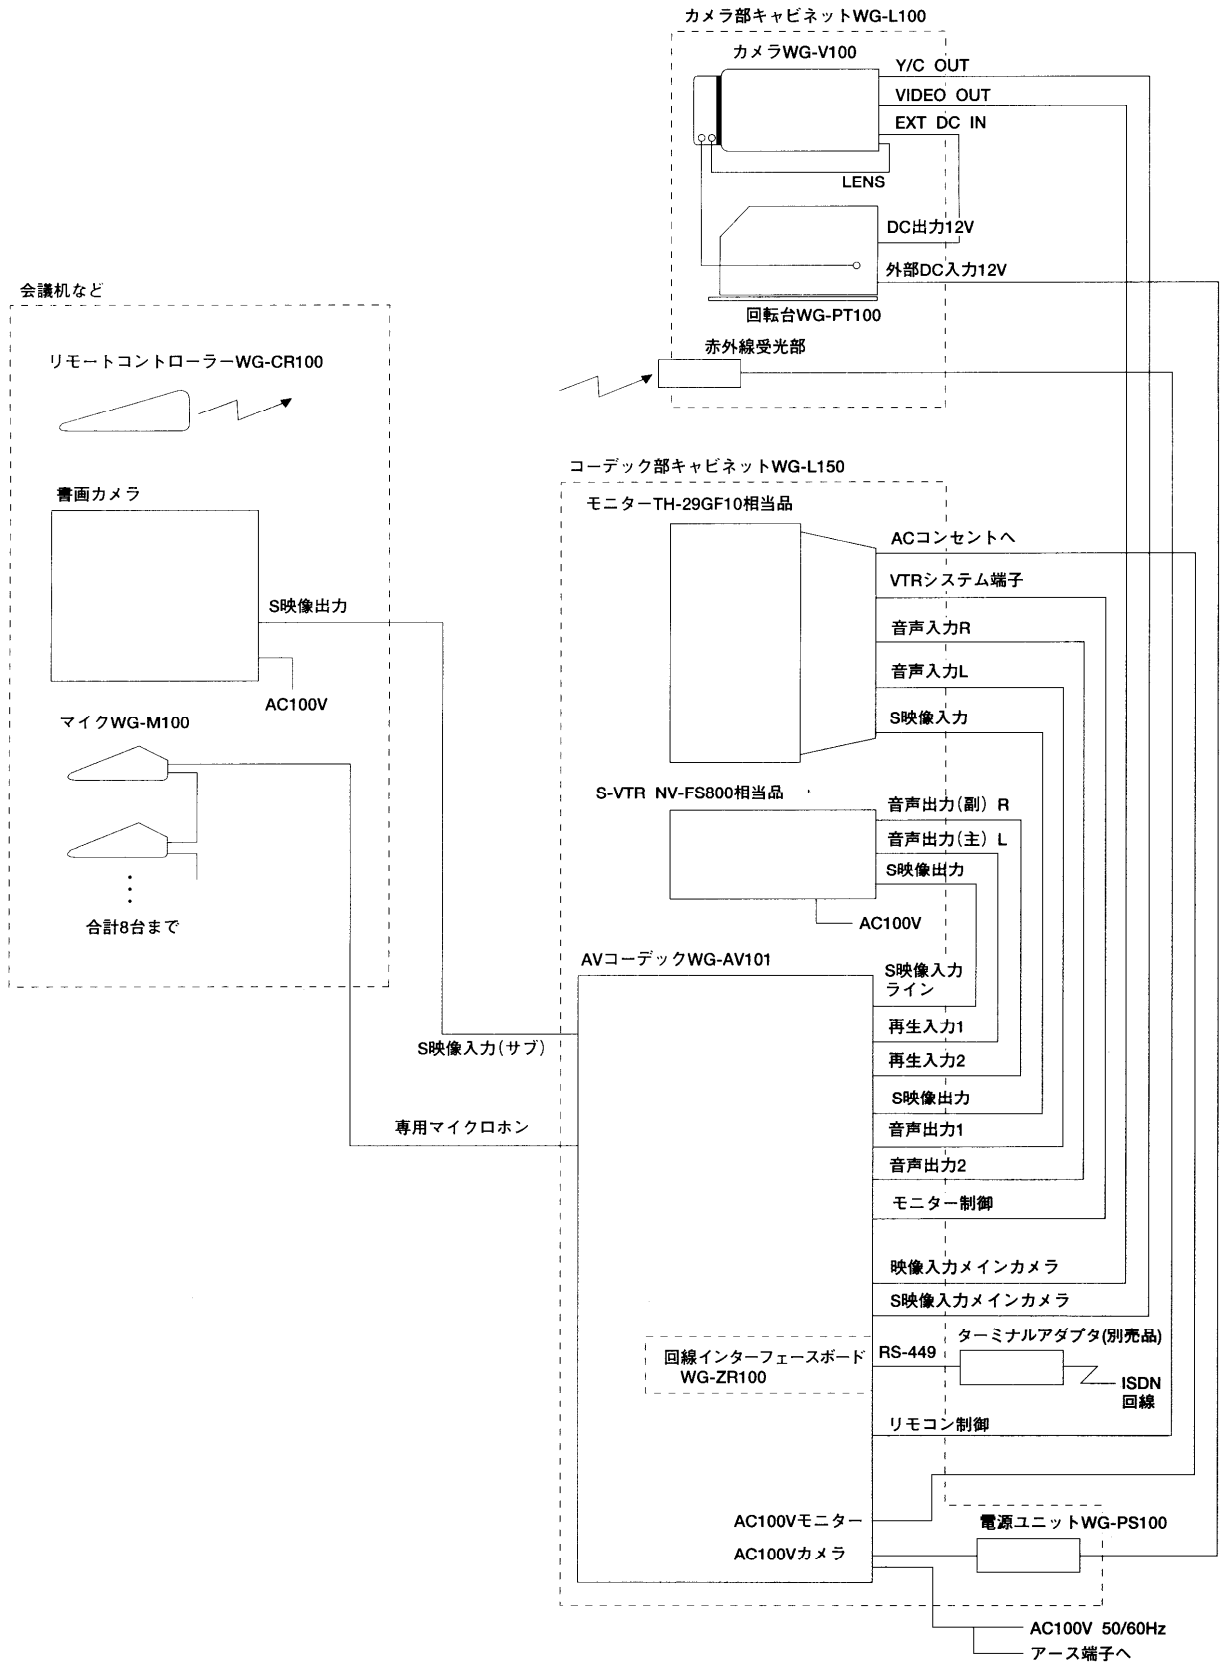 カメラ部キャビネットWG-L100
カメラWG-V100
Y/C OUT
VIDEO OUT
EXT DC IN
LENS
DC出力12V
外部DC入力12V
回転台WG-PT100
赤外線受光部
会議机など
リモートコントローラーWG-CR100
書画カメラ
S映像出力
AC100V
マイクWG-M100
合計8台まで
コーデック部キャビネットWG-L150
モニターTH-29GF10相当品
ACコンセントへ
VTRシステム端子
音声入力R
音声入力L
S映像入力
S-VTR NV-FS800相当品
音声出力(副) R
音声出力(主) L
S映像出力
AC100V
AVコーデックWG-AV101
S映像入力
ライン
再生入力1
再生入力2
S映像出力
音声出力1
音声出力2
モニター制御
S映像入力(サブ)
専用マイクロホン
映像入力メインカメラ
S映像入力メインカメラ
回線インターフェースボード
WG-ZR100
RS-449
ターミナルアダプタ(別売品)
ISDN
回線
リモコン制御
AC100Vモニター
AC100Vカメラ
電源ユニットWG-PS100
AC100V 50/60Hz
アース端子へ